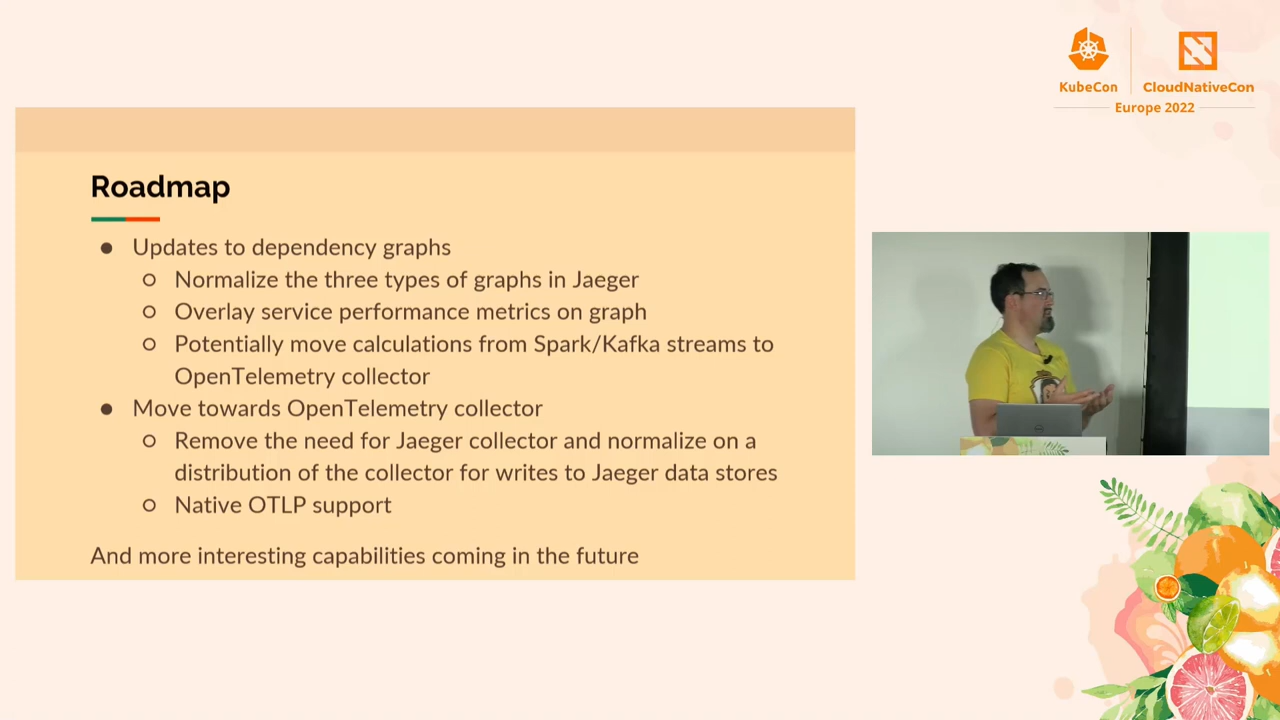 KubeCon
CloudNativeCon
Europe 2022
Roadmap
● Updates to dependency graphs
○ Normalize the three types of graphs in Jaeger
○ Overlay service performance metrics on graph
○ Potentially move calculations from Spark/Kafka streams to
OpenTelemetry collector
● Move towards OpenTelemetry collector
○ Remove the need for Jaeger collector and normalize on a
distribution of the collector for writes to Jaeger data stores
○ Native OTLP support
And more interesting capabilities coming in the future